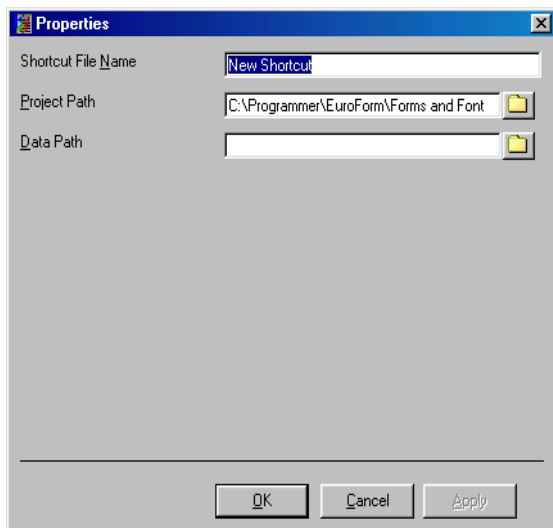 Properties
Shortcut File Name New Shortcut
Project Path C:\Programmer\EuroForm\Forms and Font
Data Path
OK Cancel Apply